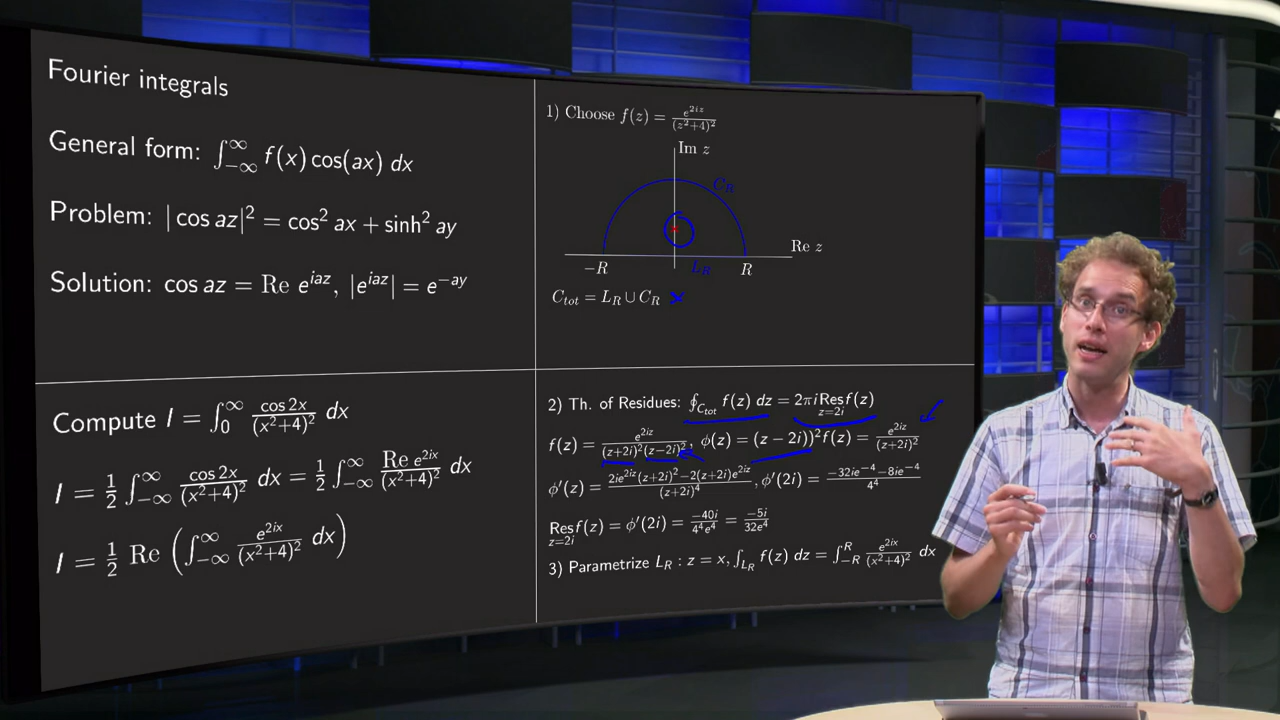 Fourier integrals
General form: ∫_{-∞}^{∞} f(x) cos(ax) dx
Problem: |cos az|² = cos² ax + sinh² ay
Solution: cos az = Re e^{iaz}, |e^{iaz}| = e^{-ay}
1) Choose f(z) = e^{2iz}/(z²+4)²
Im z
C_R
Re z
−R
L_R
R
C_{tot} = L_R ∪ C_R
Compute I = ∫_0^∞ cos 2x/(x²+4)² dx
I = 1/2 ∫_{-∞}^{∞} cos 2x/(x²+4)² dx = 1/2 ∫_{-∞}^{∞} Re e^{2ix}/(x²+4)² dx
I = 1/2 Re (∫_{-∞}^{∞} e^{2ix}/(x²+4)² dx)
2) Th. of Residues: ∮_{C_{tot}} f(z) dz = 2πi Res_{z=2i} f(z)
f(z) = e^{2iz}/((z+2i)²(z−2i)²), φ(z) = (z − 2i))² f(z) = e^{2iz}/(z+2i)²
φ'(z) = (2ie^{2iz}(z+2i)²−2(z+2i)e^{2iz})/(z+2i)⁴, φ'(2i) = (−32ie^{−4}−8ie^{−4})/4⁴
Res_{z=2i} f(z) = φ'(2i) = −40i/(4⁴e⁴) = −5i/(32e⁴)
3) Parametrize L_R : z = x, ∫_{L_R} f(z) dz = ∫_{-R}^{R} e^{2ix}/(x²+4)² dx